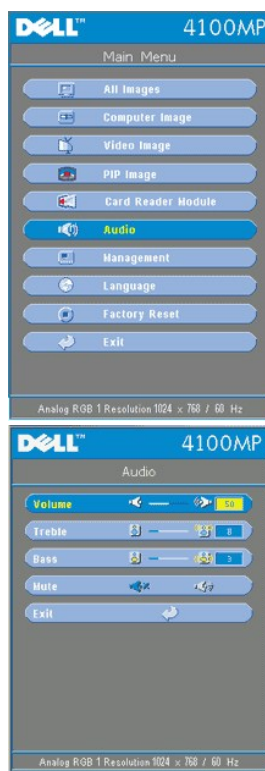 DELL™ 4100MP
Main Menu
All Images
Computer Image
Video Image
PIP Image
Card Reader Module
Audio
Management
Language
Factory Reset
Exit
Analog RGB 1 Resolution 1024 x 768 / 60 Hz
DELL™ 4100MP
Audio
Volume 50
Treble 8
Bass 3
Mute
Exit
Analog RGB 1 Resolution 1024 x 768 / 60 Hz